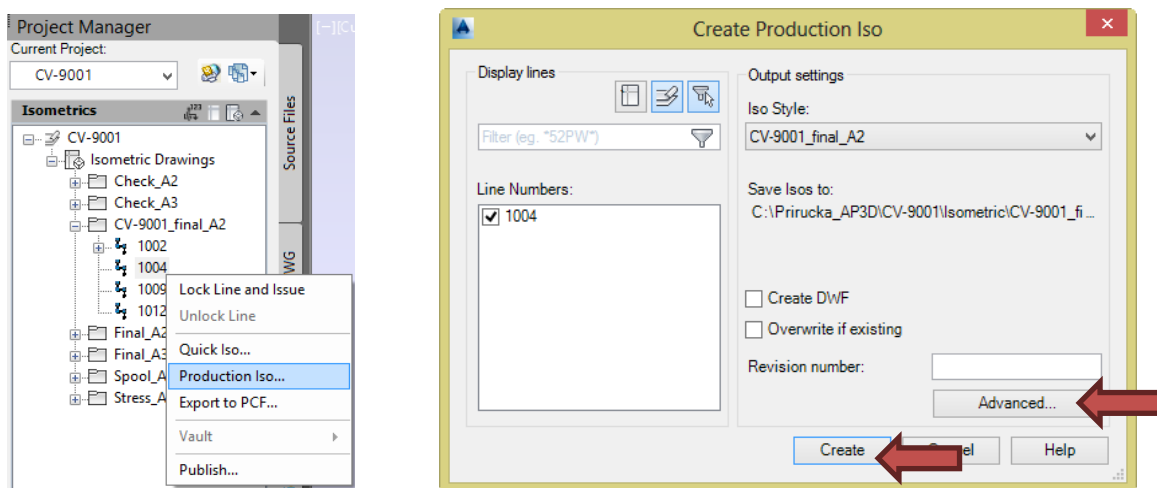 Project Manager
Current Project:
CV-9001
Isometrics
CV-9001
Isometric Drawings
Check_A2
Check_A3
CV-9001_final_A2
1002
1004
1009
1012
Final_A2
Final_A3
Spool_A
Stress_A
Source Files
Lock Line and Issue
Unlock Line
Quick Iso...
Production Iso...
Export to PCF...
Vault
Publish...
Create Production Iso
Display lines
Filter (eg. *52PW*)
Line Numbers:
1004
Output settings
Iso Style:
CV-9001_final_A2
Save Isos to:
C:\Prirucka_AP3D\CV-9001\Isometric\CV-9001_fi ...
Create DWF
Overwrite if existing
Revision number:
Advanced...
Create
Help